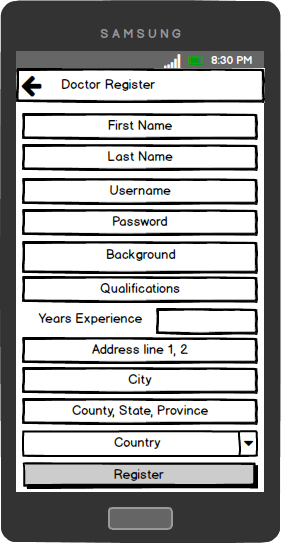 SAMSUNG
8:30 PM
Doctor Register
First Name
Last Name
Username
Password
Background
Qualifications
Years Experience
Address line 1, 2
City
County, State, Province
Country
Register